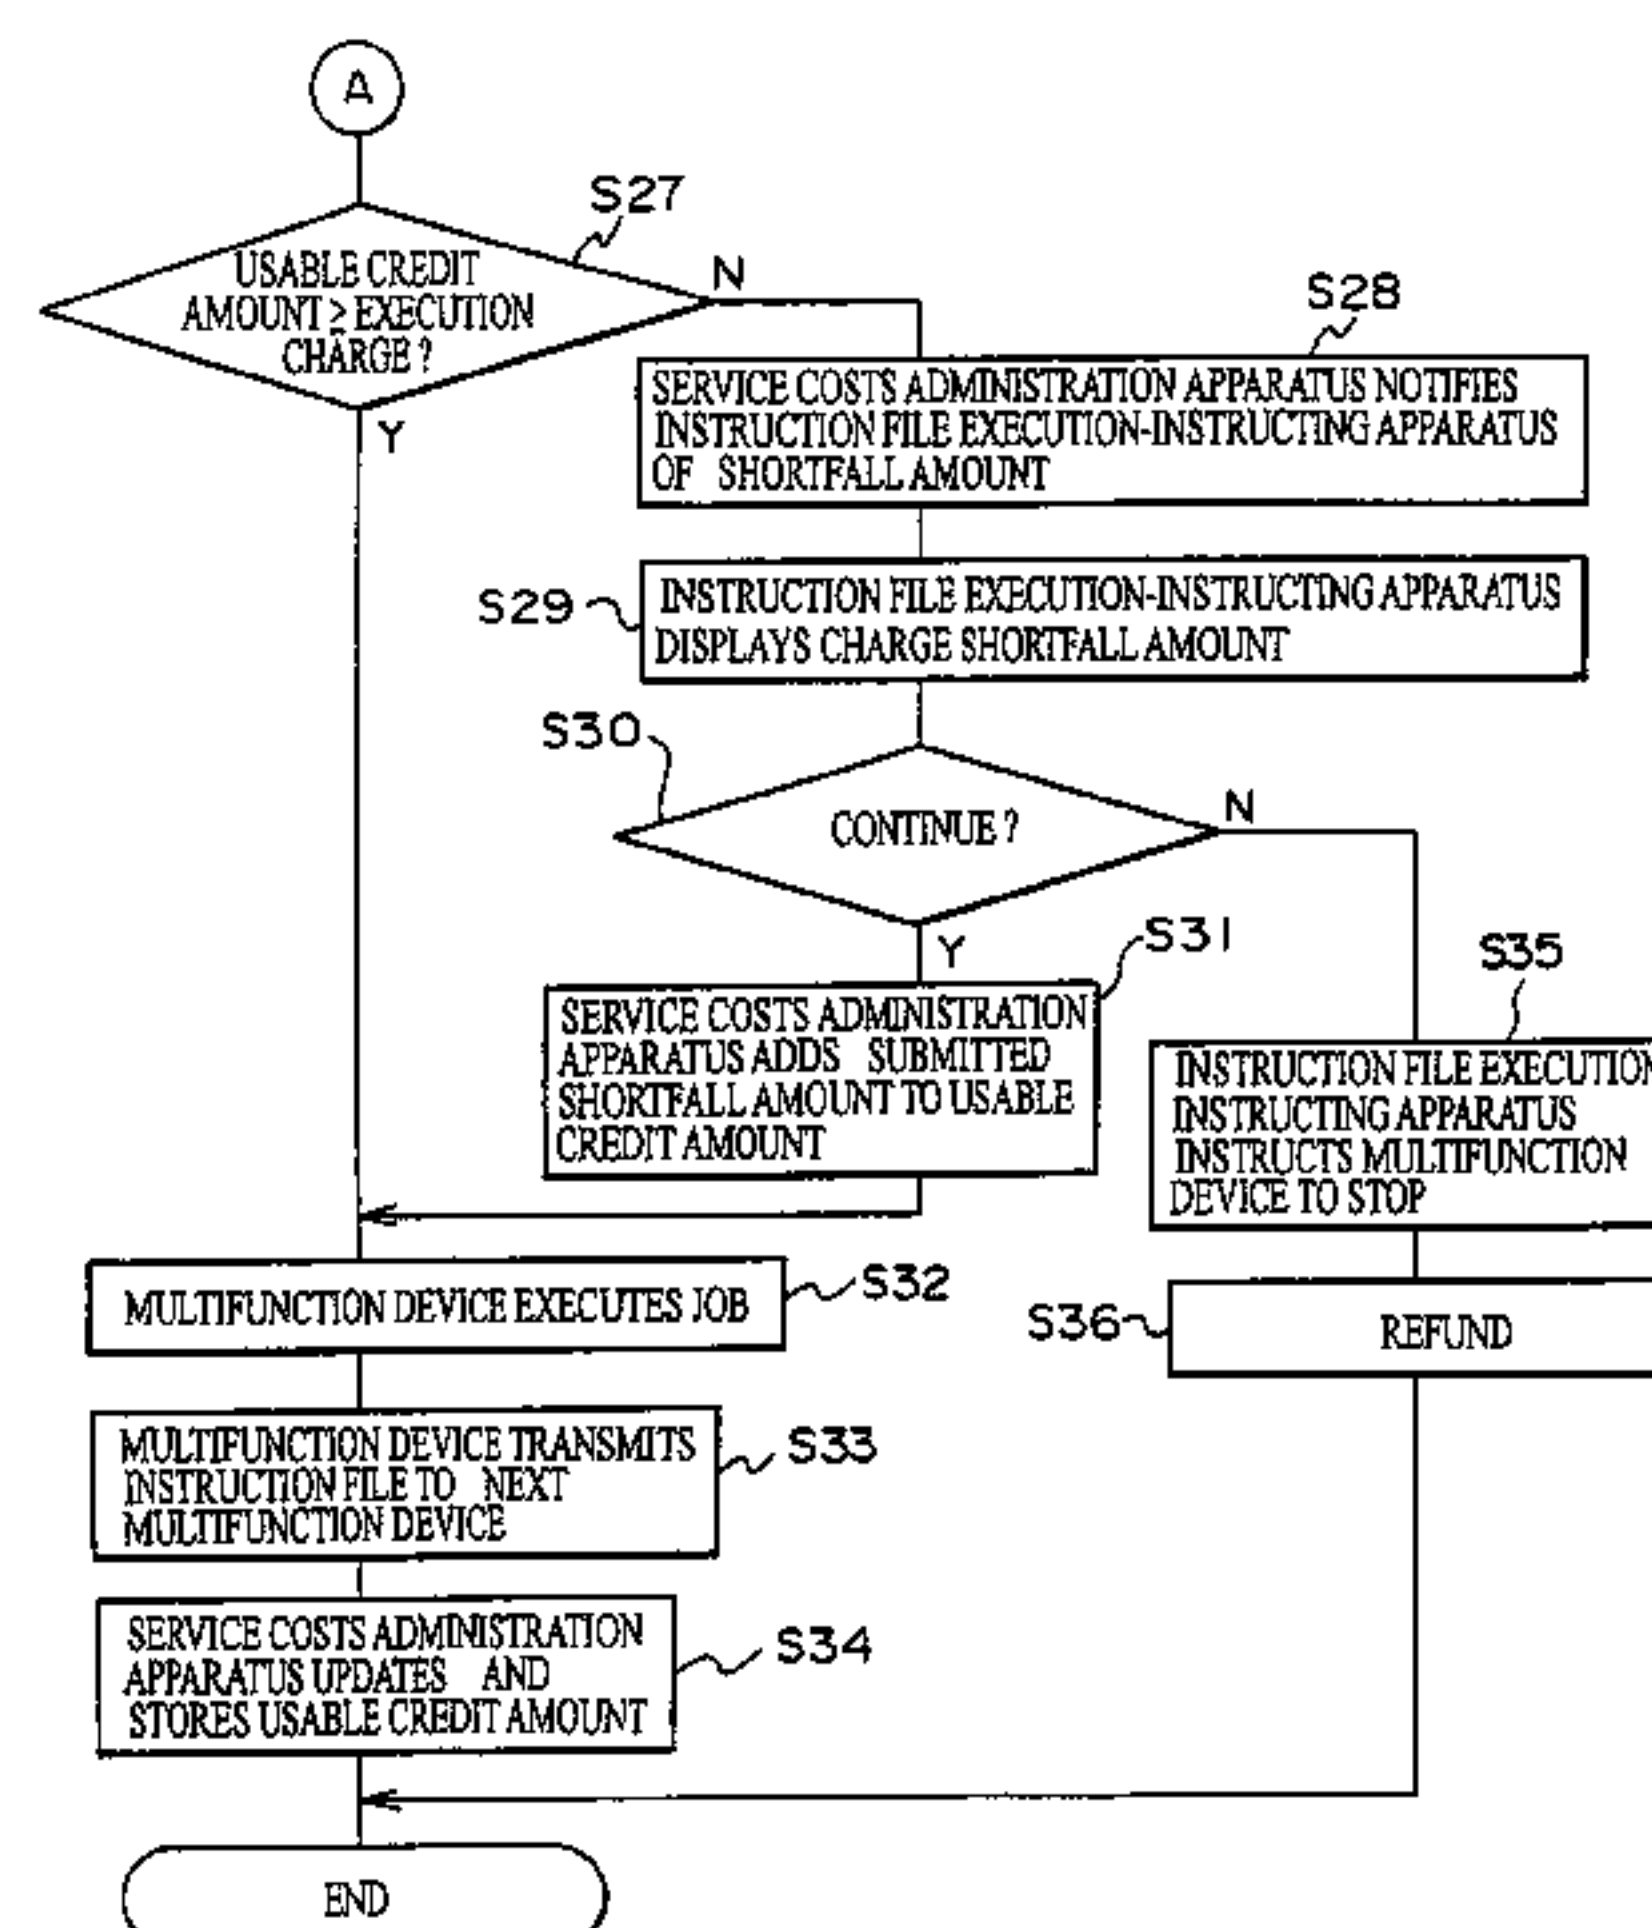 A
S27
USABLE CREDIT
AMOUNT ≥ EXECUTION
CHARGE ?
N
Y
S28
SERVICE COSTS ADMINISTRATION APPARATUS NOTIFIES
INSTRUCTION FILE EXECUTION-INSTRUCTING APPARATUS
OF SHORTFALL AMOUNT
S29
INSTRUCTION FILE EXECUTION-INSTRUCTING APPARATUS
DISPLAYS CHARGE SHORTFALL AMOUNT
S30
CONTINUE ?
N
Y
S31
SERVICE COSTS ADMINISTRATION
APPARATUS ADDS SUBMITTED
SHORTFALL AMOUNT TO USABLE
CREDIT AMOUNT
S35
INSTRUCTION FILE EXECUTION
INSTRUCTING APPARATUS
INSTRUCTS MULTIFUNCTION
DEVICE TO STOP
S36
REFUND
S32
MULTIFUNCTION DEVICE EXECUTES JOB
S33
MULTIFUNCTION DEVICE TRANSMITS
INSTRUCTION FILE TO NEXT
MULTIFUNCTION DEVICE
S34
SERVICE COSTS ADMINISTRATION
APPARATUS UPDATES AND
STORES USABLE CREDIT AMOUNT
END